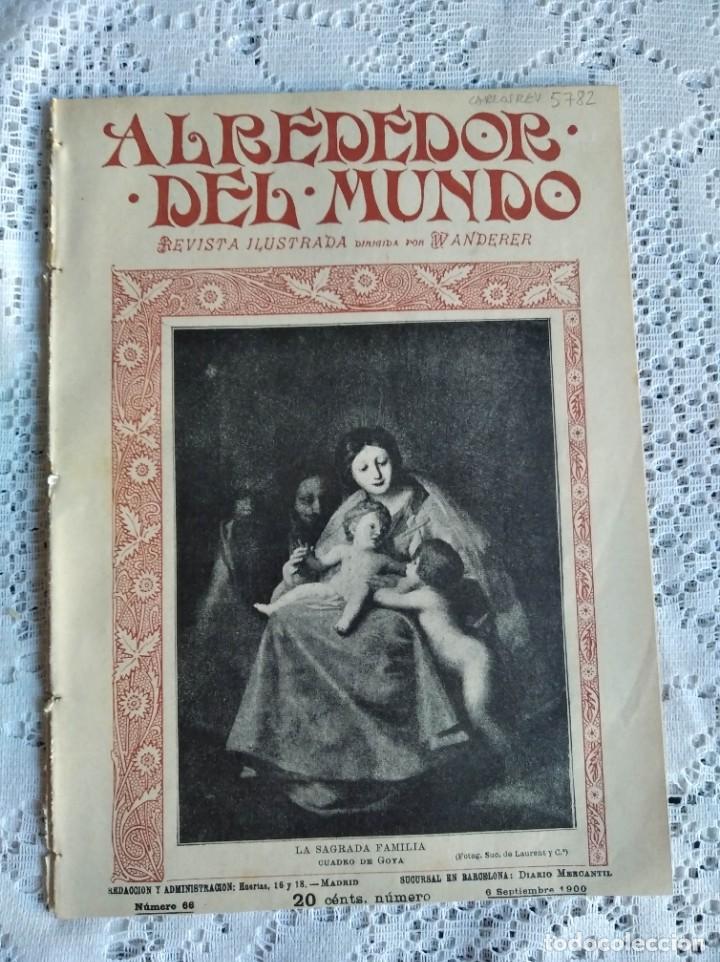 CARLOSREV 5782
ALREDEDOR·
·DEL·MUNDO
REVISTA ILUSTRADA DIRIGIDA POR WANDERER
LA SAGRADA FAMILIA
CUADRO DE GOYA
(Fotog. Suc. de Laurent y C.ª)
REDACCION Y ADMINISTRACION: Huertas, 16 y 18.—MADRID
SUCURSAL EN BARCELONA: DIARIO MERCANTIL
Número 66
20 cénts. número
6 Septiembre 1900
todocoleccion